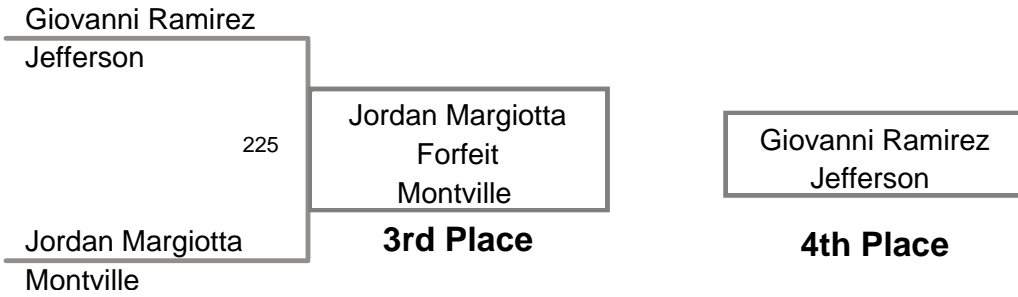 Giovanni Ramirez
Jefferson
225
Jordan Margiotta
Montville
Jordan Margiotta
Forfeit
Montville
3rd Place
Giovanni Ramirez
Jefferson
4th Place